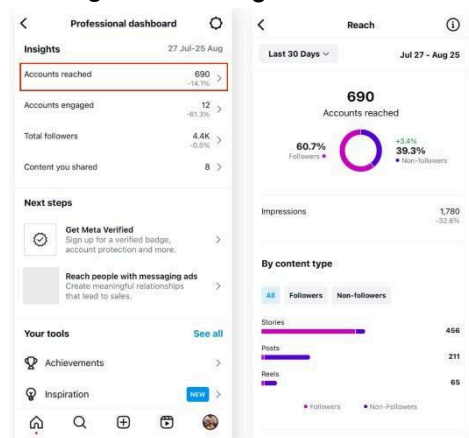 Professional dashboard
Insights 27 Jul-25 Aug
Accounts reached 690
-14.1%
Accounts engaged 12
-61.3%
Total followers 4.4K
-0.5%
Content you shared 8
Next steps
Get Meta Verified
Sign up for a verified badge,
account protection and more.
Reach people with messaging ads
Create meaningful relationships
that lead to sales.
Your tools See all
Achievements
Inspiration NEW
Reach
Last 30 Days Jul 27 - Aug 25
690
Accounts reached
60.7%
Followers
+3.4%
39.3%
Non-followers
Impressions 1,780
-32.6%
By content type
All Followers Non-followers
Stories
456
Posts
211
Reels
65
Followers Non-Followers